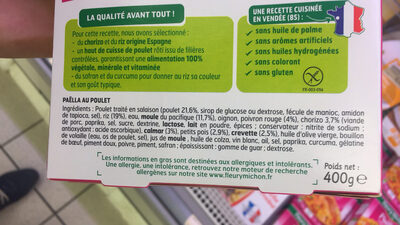 LA QUALITÉ AVANT TOUT !
Pour cette recette, nous avons sélectionné :
- du chorizo et du riz origine Espagne
- un haut de cuisse de poulet rôti issu de filières
contrôlées, garantissant une alimentation 100%
végétale, minérale et vitaminée
- du safran et du curcuma pour donner au riz sa couleur
et son goût typique.
UNE RECETTE CUISINÉE
EN VENDÉE (85) :
sans huile de palme
sans arômes artificiels
sans huiles hydrogénées
sans colorant
sans gluten
FR-003-014
PAËLLA AU POULET
Ingrédients : Poulet traité en salaison (poulet 21,6%, sirop de glucose ou dextrose, fécule de manioc, amidon
de tapioca, sel), riz (19%), eau, moule du pacifique (11,7%), oignon, poivron rouge (4%), chorizo 3,7% (viande
de porc, paprika, sel, sucre, dextrose, lactose, lait en poudre, épices ; conservateur : nitrite de sodium ;
antioxydant : acide ascorbique), calmar (3%), petits pois (2,9%), crevette (2,5%), huile d'olive vierge, bouillon
de volaille (eau, os de poulet, sel), jus de moule, huile de colza, vin blanc, ail, sel, paprika, curcuma, gélatine
de bœuf, piment doux, poivre, piment, safran ; épaississant : gomme de guar ; dextrose.
Les informations en gras sont destinées aux allergiques et intolérants.
Une allergie, une intolérance, retrouvez notre moteur de recherche
allergènes sur notre site www.fleurymichon.fr
Poids net :
400g e